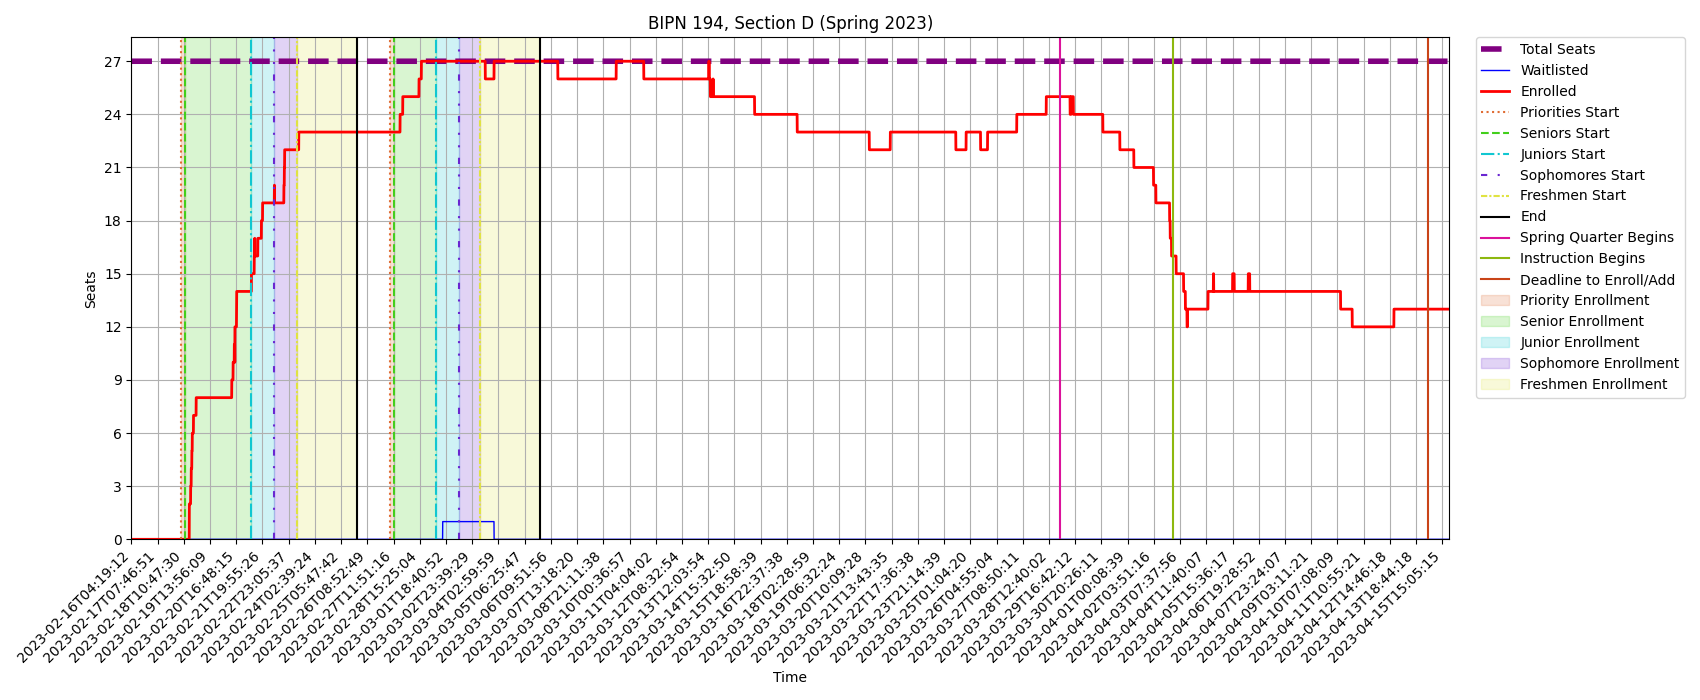 BIPN 194, Section D (Spring 2023)
Seats
27
24
21
18
15
12
9
6
3
0
2023-02-16T04:19:12
2023-02-17T07:46:51
2023-02-18T10:47:30
2023-02-19T13:56:09
2023-02-20T16:48:15
2023-02-21T19:55:26
2023-02-22T23:05:37
2023-02-24T02:39:24
2023-02-25T05:47:42
2023-02-26T08:52:49
2023-02-27T11:51:16
2023-02-28T15:25:04
2023-03-01T18:40:52
2023-03-02T23:39:29
2023-03-04T02:59:59
2023-03-05T06:25:47
2023-03-06T09:51:56
2023-03-07T13:18:20
2023-03-08T21:11:38
2023-03-10T00:36:57
2023-03-11T04:04:02
2023-03-12T08:32:54
2023-03-13T12:03:54
2023-03-14T15:32:50
2023-03-15T18:58:39
2023-03-16T22:37:38
2023-03-18T02:28:59
2023-03-19T06:32:24
2023-03-20T10:09:28
2023-03-21T13:43:35
2023-03-22T17:36:38
2023-03-23T21:14:39
2023-03-25T01:04:20
2023-03-26T04:55:04
2023-03-27T08:50:11
2023-03-28T12:40:02
2023-03-29T16:42:12
2023-03-30T20:26:11
2023-04-01T00:08:39
2023-04-02T03:51:16
2023-04-03T07:37:56
2023-04-04T11:40:07
2023-04-05T15:36:17
2023-04-06T19:28:52
2023-04-07T23:24:07
2023-04-09T03:11:21
2023-04-10T07:08:09
2023-04-11T10:55:21
2023-04-12T14:46:18
2023-04-13T18:44:18
2023-04-15T15:05:15
Time
Total Seats
Waitlisted
Enrolled
Priorities Start
Seniors Start
Juniors Start
Sophomores Start
Freshmen Start
End
Spring Quarter Begins
Instruction Begins
Deadline to Enroll/Add
Priority Enrollment
Senior Enrollment
Junior Enrollment
Sophomore Enrollment
Freshmen Enrollment